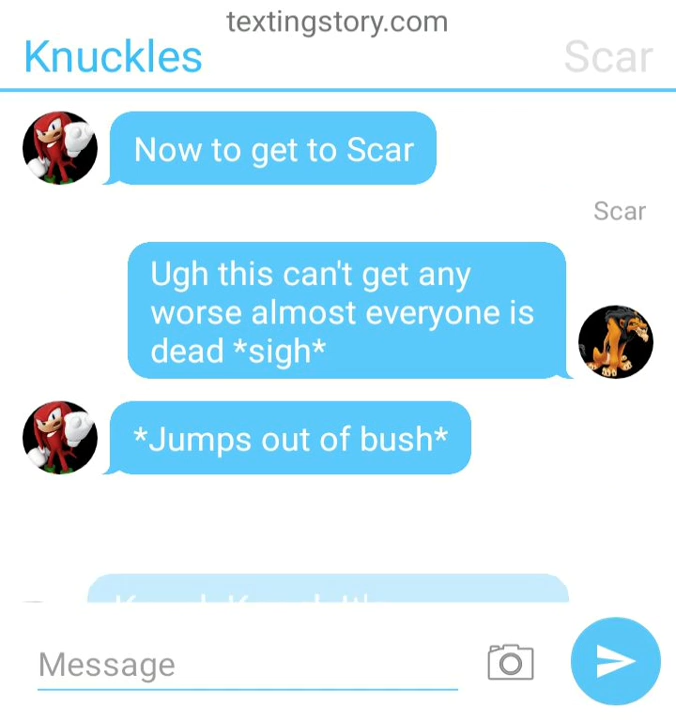 textingstory.com
Knuckles
Scar
Now to get to Scar
Scar
Ugh this can't get any
worse almost everyone is
dead *sigh*
*Jumps out of bush*
Message